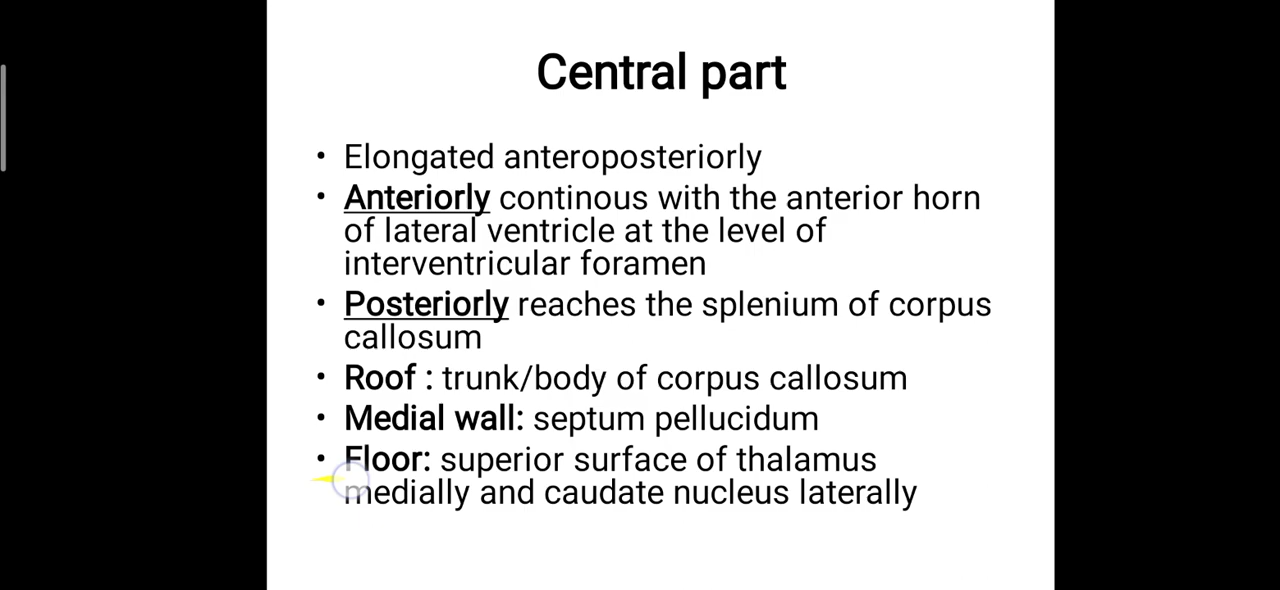 Central part
• Elongated anteroposteriorly
• Anteriorly continous with the anterior horn
of lateral ventricle at the level of
interventricular foramen
• Posteriorly reaches the splenium of corpus
callosum
• Roof : trunk/body of corpus callosum
• Medial wall: septum pellucidum
• Floor: superior surface of thalamus
medially and caudate nucleus laterally